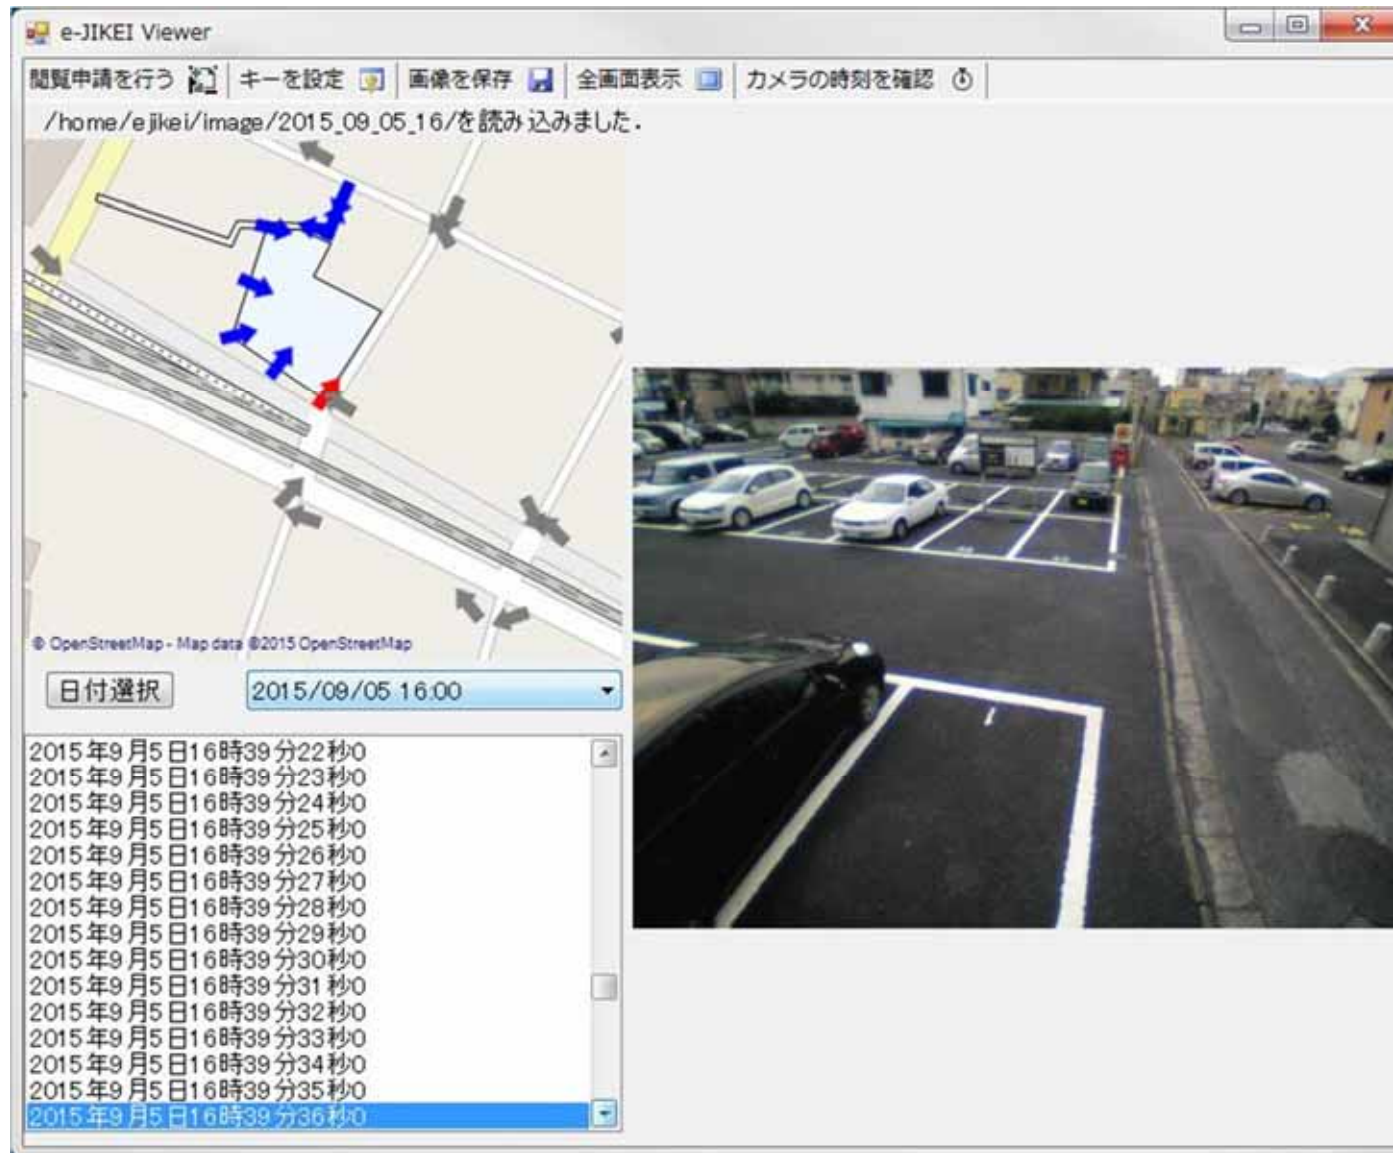 e-JIKEI Viewer
閲覧申請を行う キーを設定 画像を保存 全画面表示 カメラの時刻を確認
/home/ejikei/image/2015_09_05_16/を読み込みました.
© OpenStreetMap - Map data ©2015 OpenStreetMap
日付選択 2015/09/05 16:00
2015年9月5日16時39分22秒0
2015年9月5日16時39分23秒0
2015年9月5日16時39分24秒0
2015年9月5日16時39分25秒0
2015年9月5日16時39分26秒0
2015年9月5日16時39分27秒0
2015年9月5日16時39分28秒0
2015年9月5日16時39分29秒0
2015年9月5日16時39分30秒0
2015年9月5日16時39分31秒0
2015年9月5日16時39分32秒0
2015年9月5日16時39分33秒0
2015年9月5日16時39分34秒0
2015年9月5日16時39分35秒0
2015年9月5日16時39分36秒0